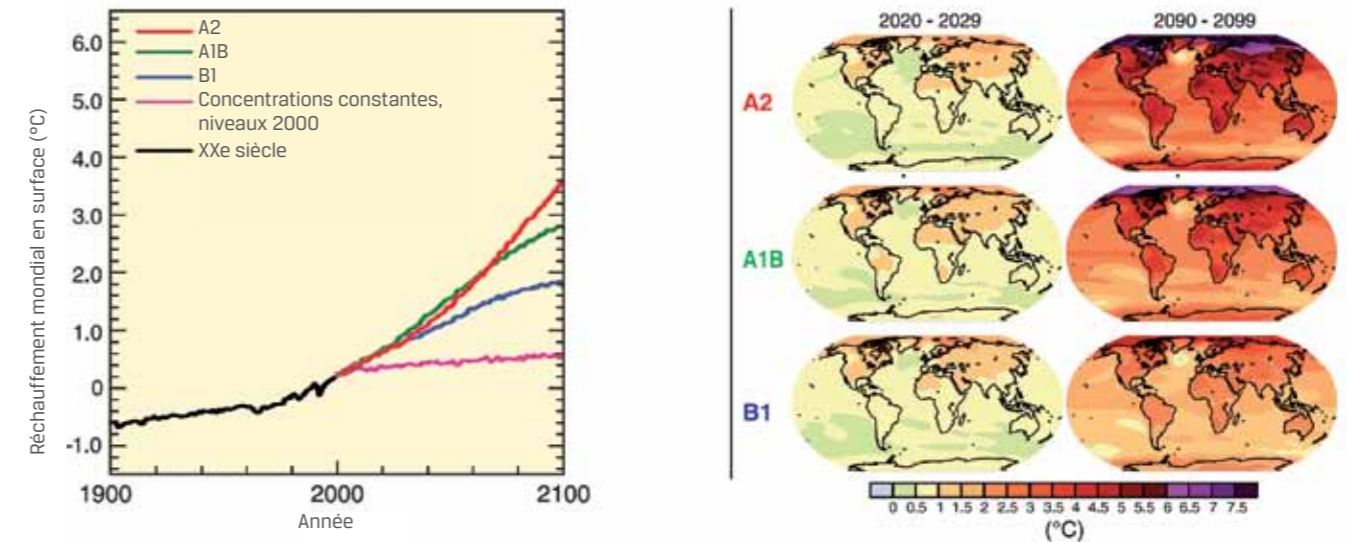 Réchauffement mondial en surface (°C)
6.0
5.0
4.0
3.0
2.0
1.0
0
-1.0
A2
A1B
B1
Concentrations constantes,
niveaux 2000
XXe siècle
1900 2000 2100
Année
2020 - 2029 2090 - 2099
A2
A1B
B1
0 0.5 1 1.5 2 2.5 3 3.5 4 4.5 5 5.5 6 6.5 7 7.5
(°C)